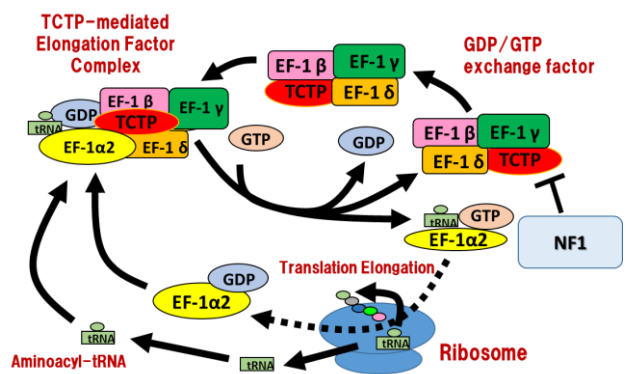 TCTP-mediated
Elongation Factor
Complex
GDP/GTP
exchange factor
EF-1 β
EF-1 γ
TCTP
EF-1 δ
GDP
EF-1 β
EF-1 γ
tRNA
TCTP
EF-1α2
EF-1 δ
GTP
GDP
EF-1 β
EF-1 γ
EF-1 δ
TCTP
tRNA
GTP
EF-1α2
NF1
Translation Elongation
GDP
EF-1α2
tRNA
Ribosome
tRNA
Aminoacyl-tRNA
tRNA